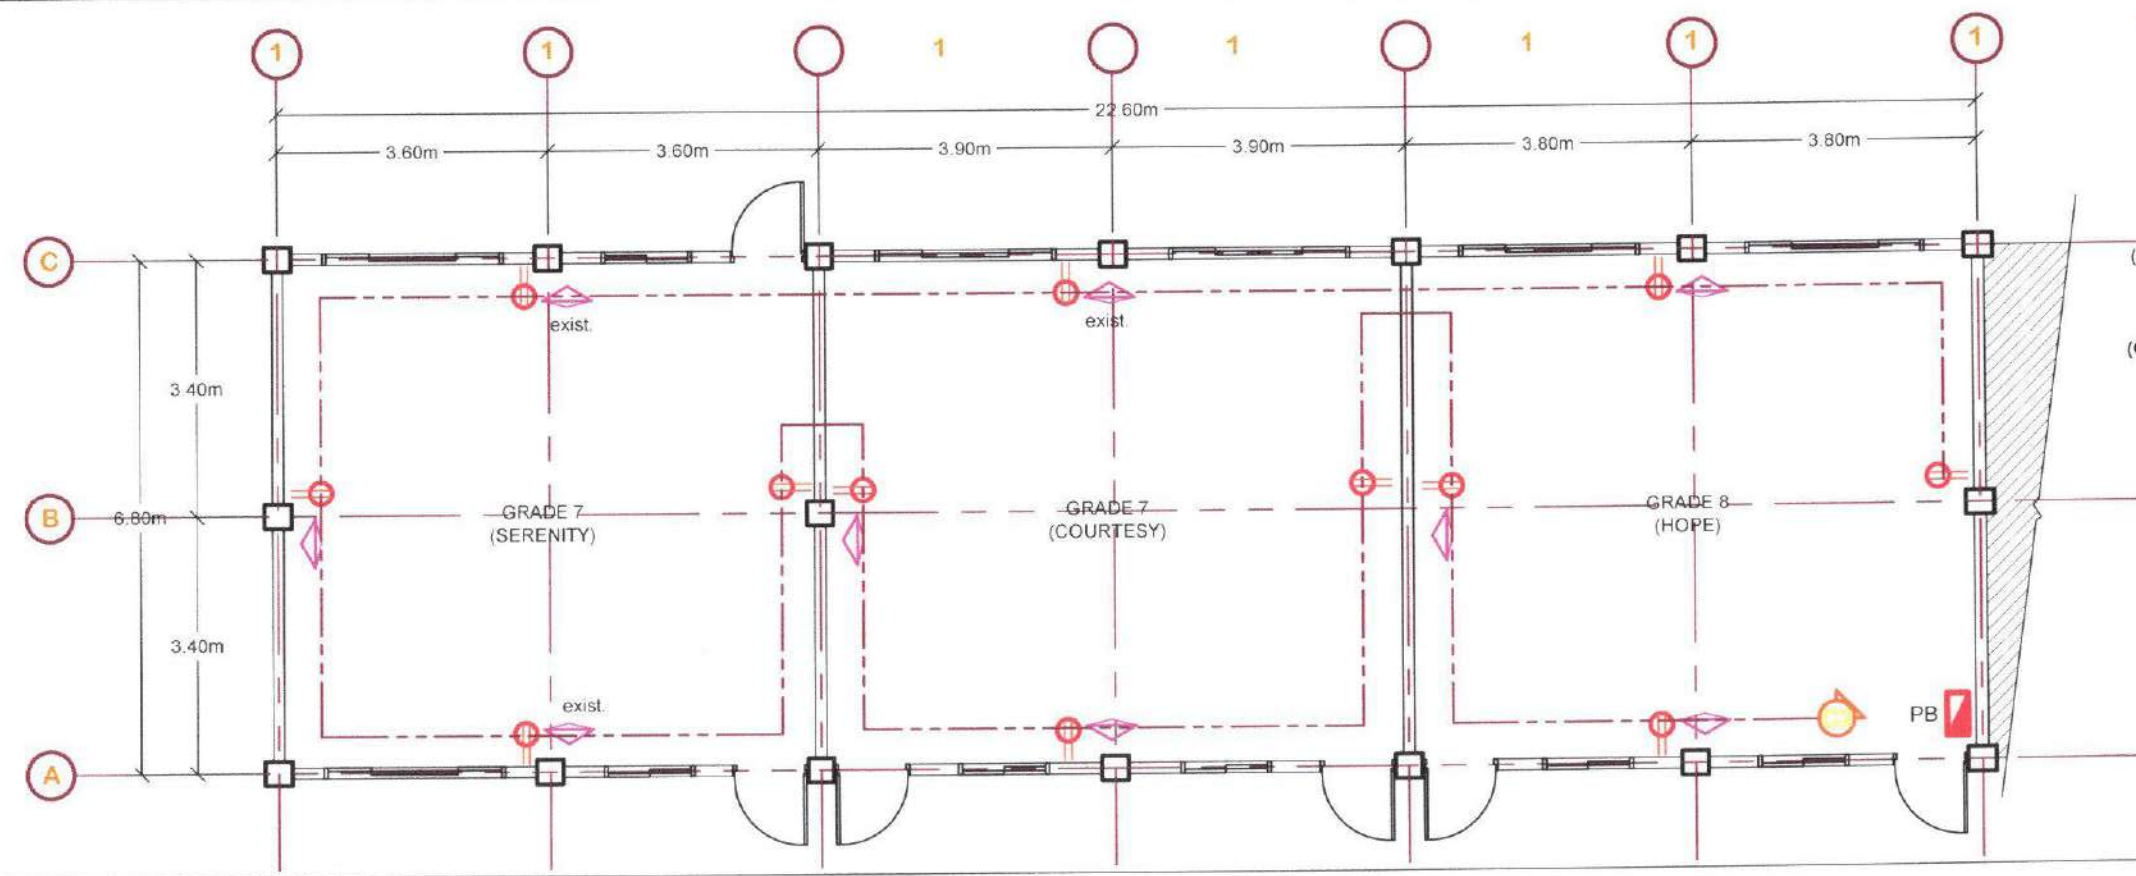 1 1 1 1 1 1 1
22.60m
3.60m 3.60m 3.90m 3.90m 3.80m 3.80m
C
exist. exist.
3.40m
B
6.80m
GRADE 7
(SERENITY)
GRADE 7
(COURTESY)
GRADE 8
(HOPE)
3.40m
exist.
PB
A